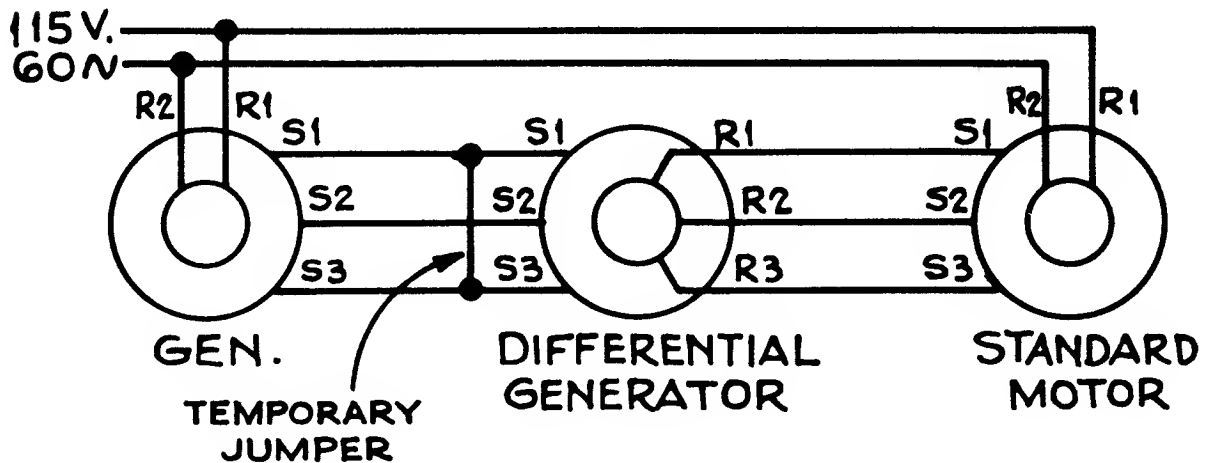 115V.
60~
R2
R1
S1
S2
S3
S1
S2
S3
R1
R2
R3
S1
S2
S3
R2
R1
GEN.
DIFFERENTIAL
GENERATOR
STANDARD
MOTOR
TEMPORARY
JUMPER